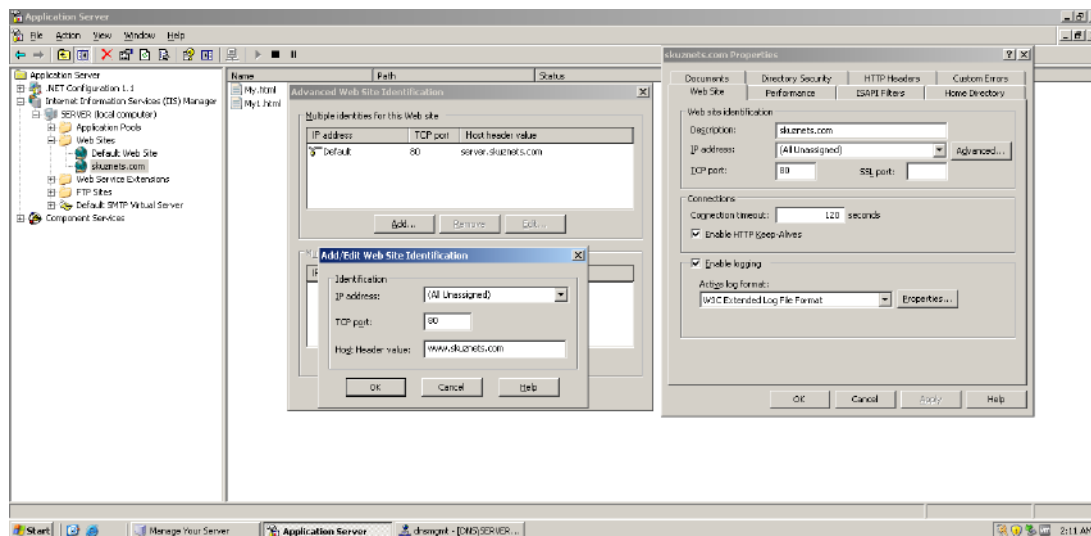 Application Server
File Action View Window Help
Application Server
.NET Configuration 1.1
Internet Information Services (IIS) Manager
SERVER (local computer)
Application Pools
Web Sites
Default Web Site
skuznets.com
Web Service Extensions
FTP Sites
Default SMTP Virtual Server
Component Services
Name Path Status
My.html
My1.html
Advanced Web Site Identification
Multiple identities for this Web site
IP address TCP port Host header value
Default 80 server.skuznets.com
Add... Remove Edit...
Add/Edit Web Site Identification
Identification
IP address: (All Unassigned)
TCP port: 80
Host Header value: www.skuznets.com
OK Cancel Help
skuznets.com Properties
Documents Directory Security HTTP Headers Custom Errors
Web Site Performance ISAPI Filters Home Directory
Web site identification
Description: skuznets.com
IP address: (All Unassigned) Advanced...
TCP port: 80 SSL port:
Connections
Connection timeout: 120 seconds
Enable HTTP Keep-Alives
Enable logging
Active log format:
W3C Extended Log File Format Properties...
OK Cancel Apply Help
Start Manage Your Server Application Server dnsmgmt - [DNS\SERVER... 2:11 AM